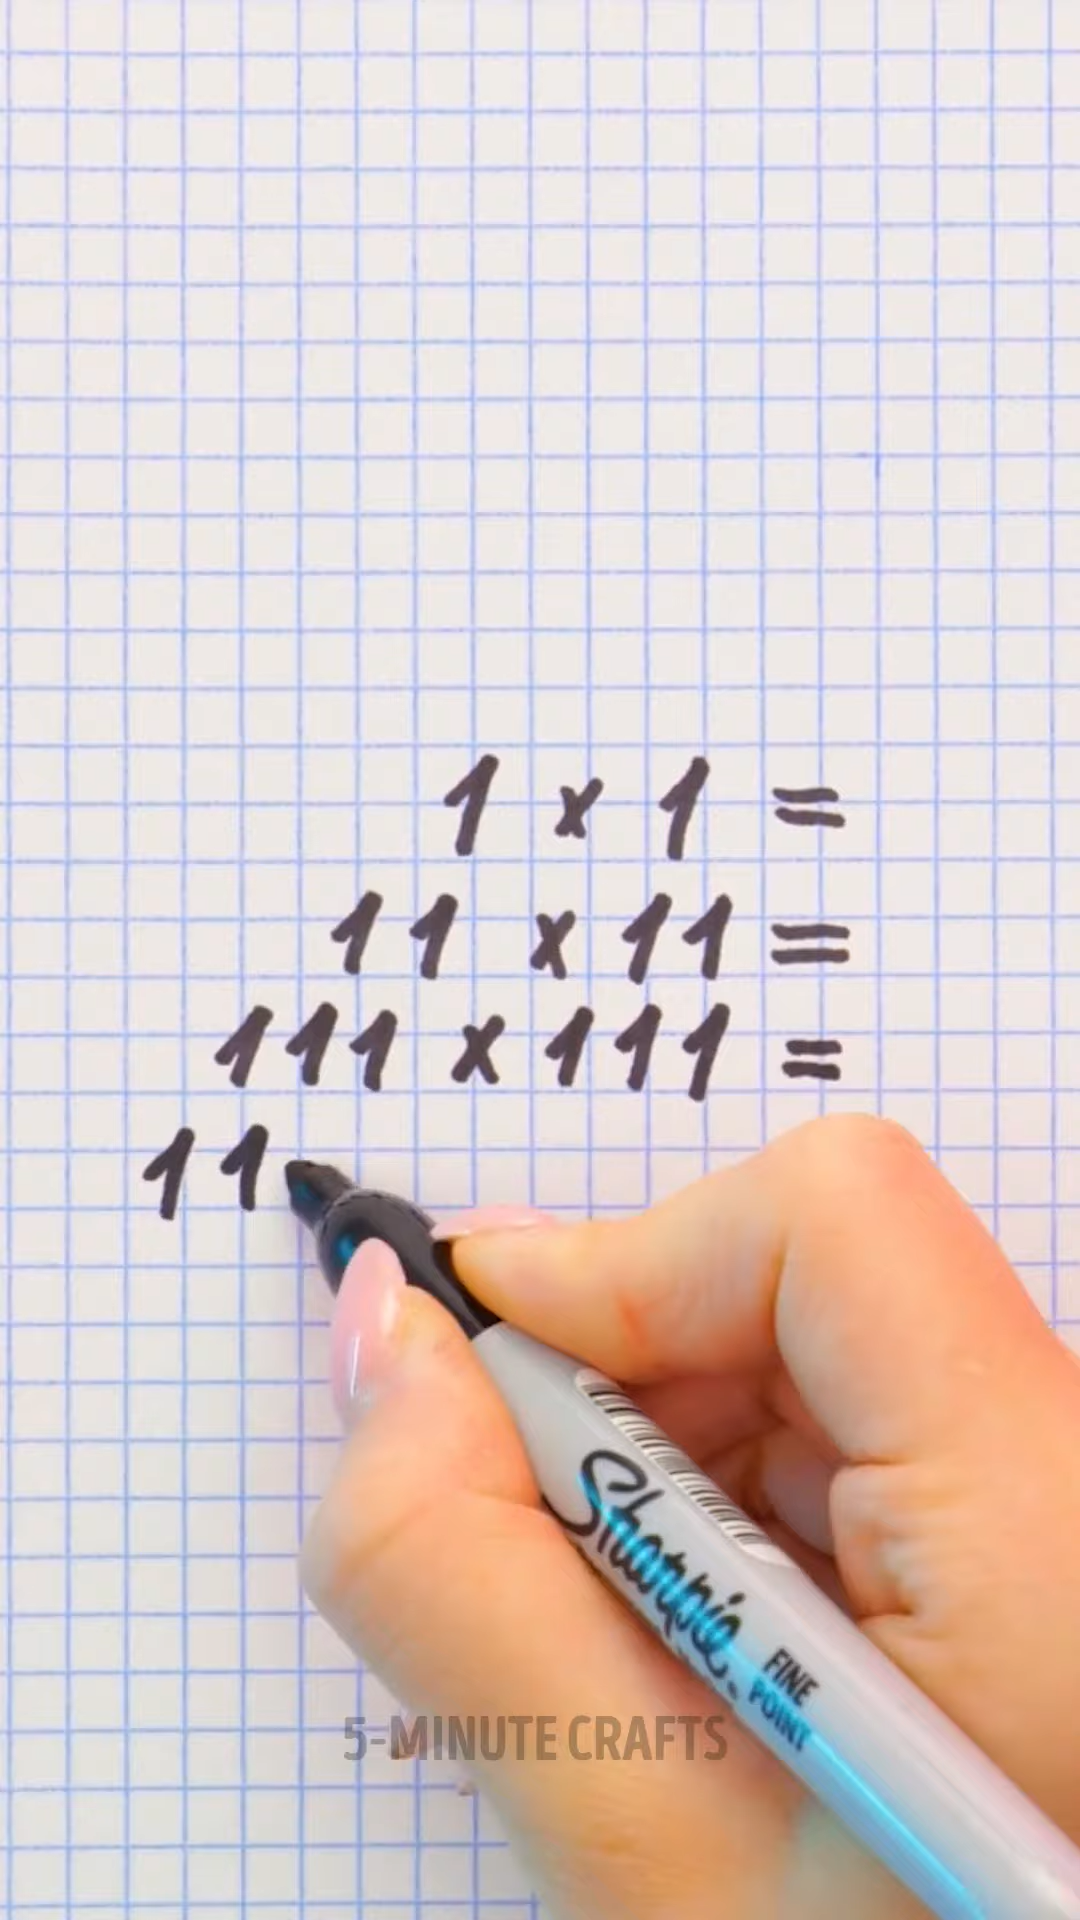 1 x 1 =
11 x 11 =
111 x 111 =
11
Sharpie.
FINE
POINT
5-MINUTE CRAFTS